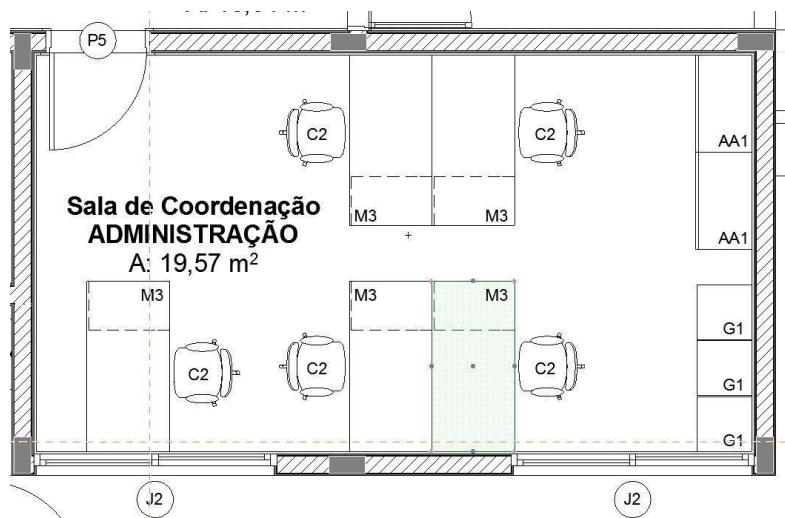 P5
C2
C2
AA1
M3
M3
AA1
Sala de Coordenação
ADMINISTRAÇÃO
A: 19,57 m²
M3
M3
M3
G1
C2
C2
C2
G1
G1
J2
J2